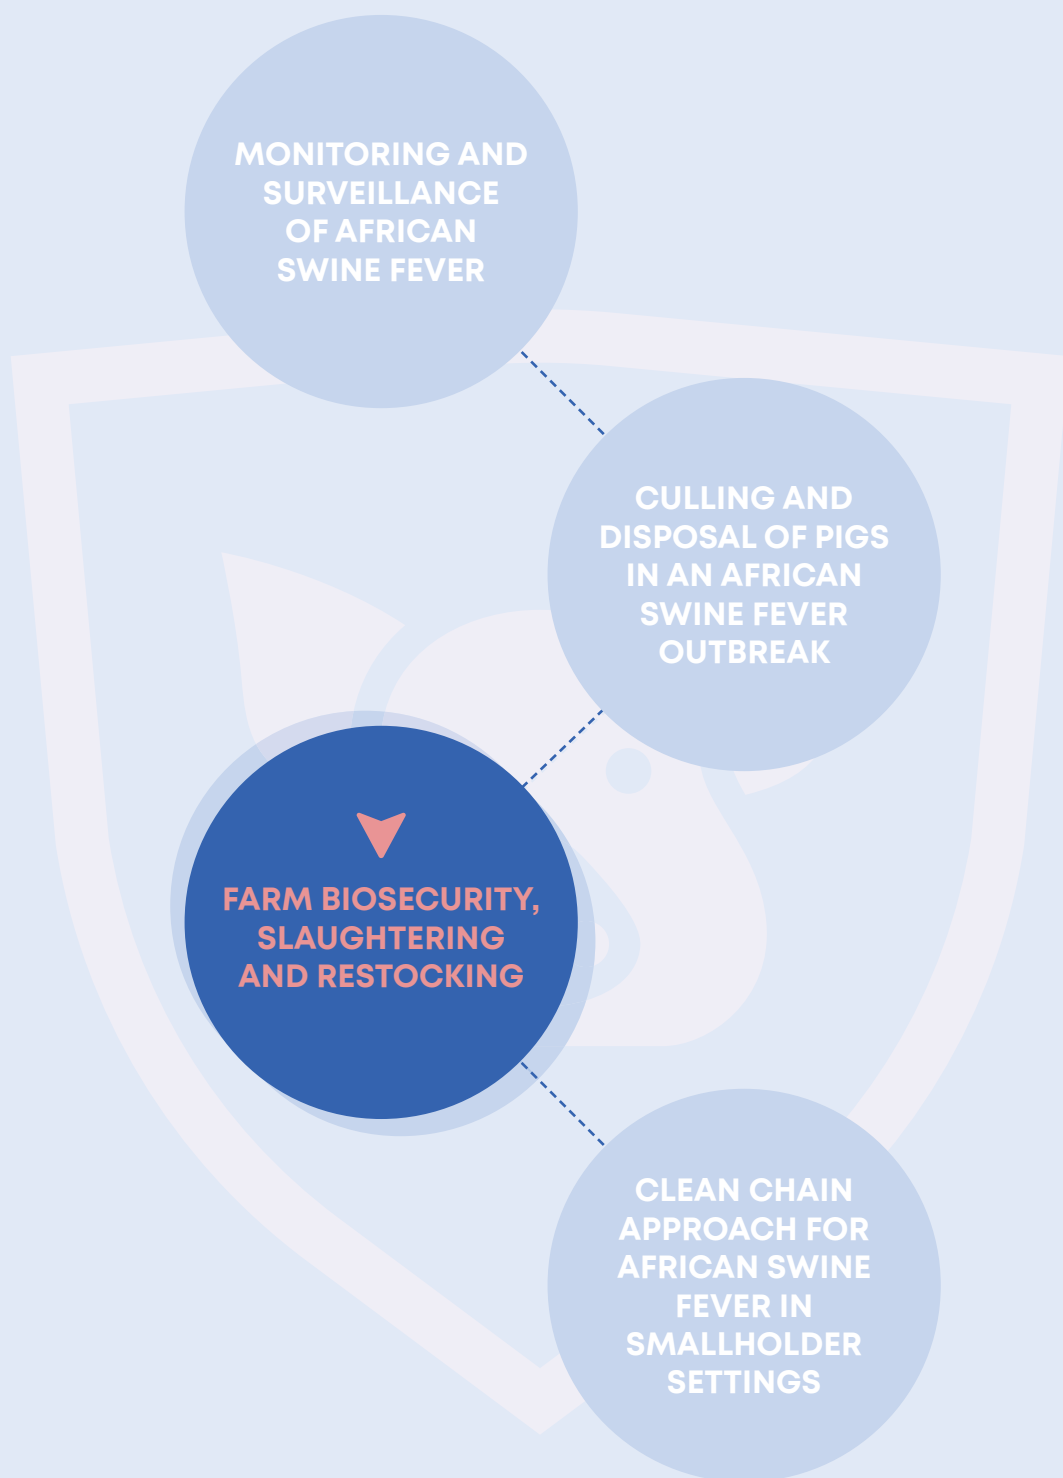 MONITORING AND
SURVEILLANCE
OF AFRICAN
SWINE FEVER
CULLING AND
DISPOSAL OF PIGS
IN AN AFRICAN
SWINE FEVER
OUTBREAK
FARM BIOSECURITY,
SLAUGHTERING
AND RESTOCKING
CLEAN CHAIN
APPROACH FOR
AFRICAN SWINE
FEVER IN
SMALLHOLDER
SETTINGS